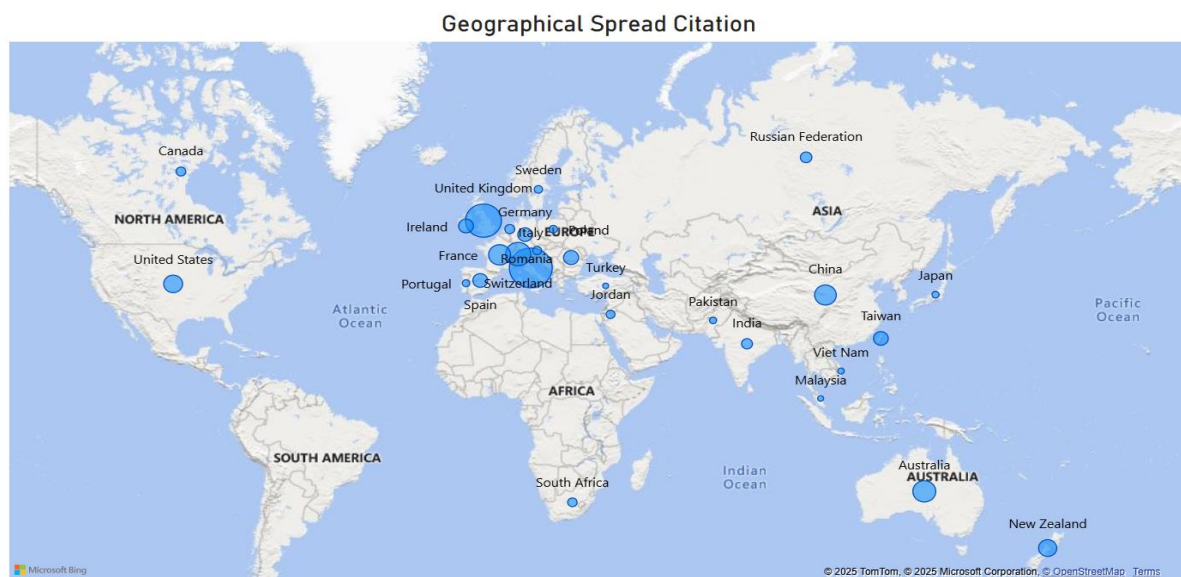 Geographical Spread Citation
Canada
Russian Federation
Sweden
United Kingdom
NORTH AMERICA
Germany
ASIA
Ireland
Italy
EUROPE
Poland
France
Romania
United States
Turkey
China
Japan
Portugal
Switzerland
Jordan
Pakistan
Spain
Atlantic
Ocean
Pacific
Ocean
India
Taiwan
Viet Nam
Malaysia
AFRICA
SOUTH AMERICA
Indian
Ocean
Australia
AUSTRALIA
South Africa
New Zealand
Microsoft Bing
© 2025 TomTom, © 2025 Microsoft Corporation, © OpenStreetMap Terms